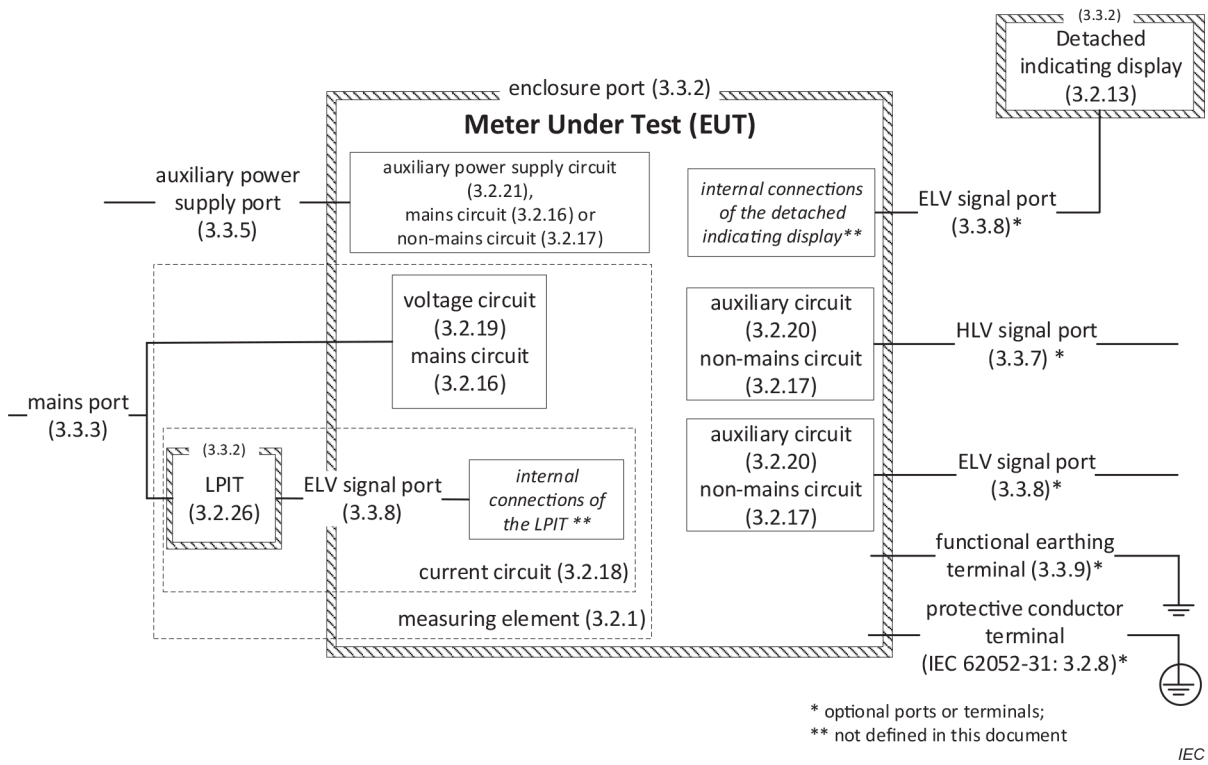 (3.3.2)
Detached
indicating display
(3.2.13)
enclosure port (3.3.2)
Meter Under Test (EUT)
auxiliary power
supply port
(3.3.5)
auxiliary power supply circuit
(3.2.21),
mains circuit (3.2.16) or
non-mains circuit (3.2.17)
internal connections
of the detached
indicating display**
ELV signal port
(3.3.8)*
voltage circuit
(3.2.19)
mains circuit
(3.2.16)
auxiliary circuit
(3.2.20)
non-mains circuit
(3.2.17)
HLV signal port
(3.3.7) *
mains port
(3.3.3)
(3.3.2)
LPIT
(3.2.26)
ELV signal port
(3.3.8)
internal
connections of
the LPIT **
auxiliary circuit
(3.2.20)
non-mains circuit
(3.2.17)
ELV signal port
(3.3.8)*
current circuit (3.2.18)
measuring element (3.2.1)
functional earthing
terminal (3.3.9)*
protective conductor
terminal
(IEC 62052-31: 3.2.8)*
* optional ports or terminals;
** not defined in this document
IEC